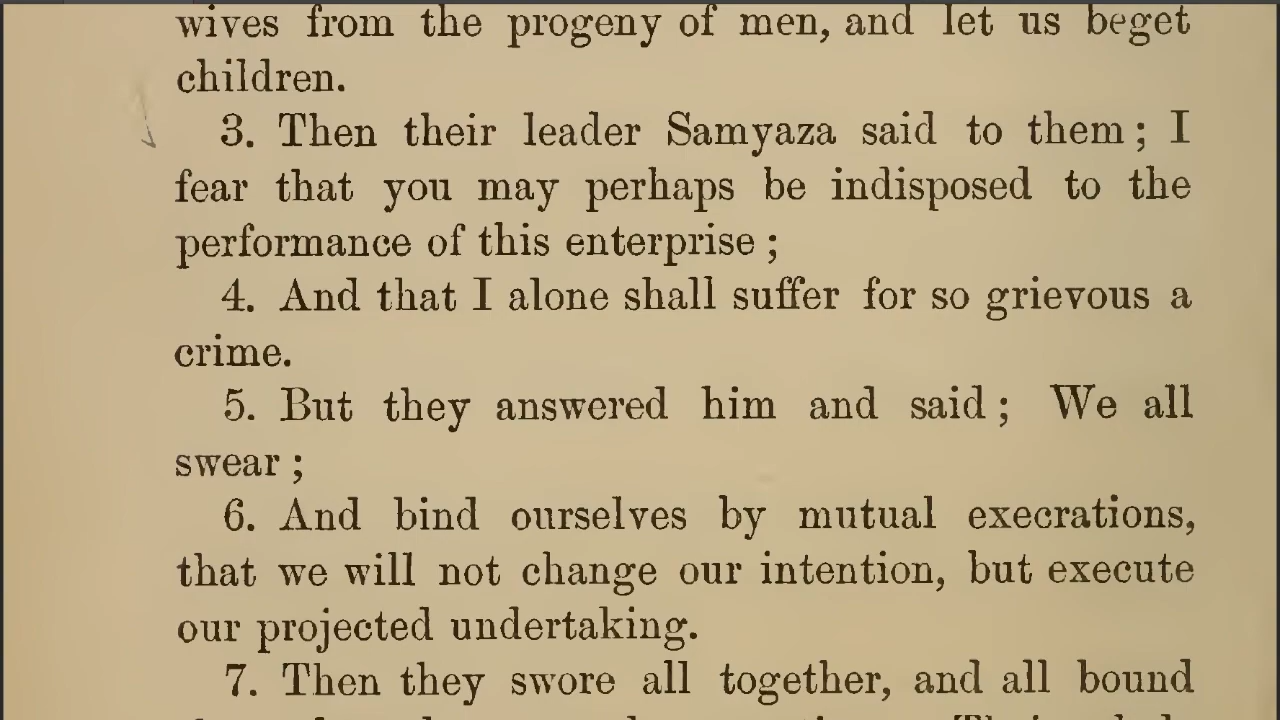 wives from the progeny of men, and let us beget
children.
3. Then their leader Samyaza said to them; I
fear that you may perhaps be indisposed to the
performance of this enterprise;
4. And that I alone shall suffer for so grievous a
crime.
5. But they answered him and said; We all
swear;
6. And bind ourselves by mutual execrations,
that we will not change our intention, but execute
our projected undertaking.
7. Then they swore all together, and all bound